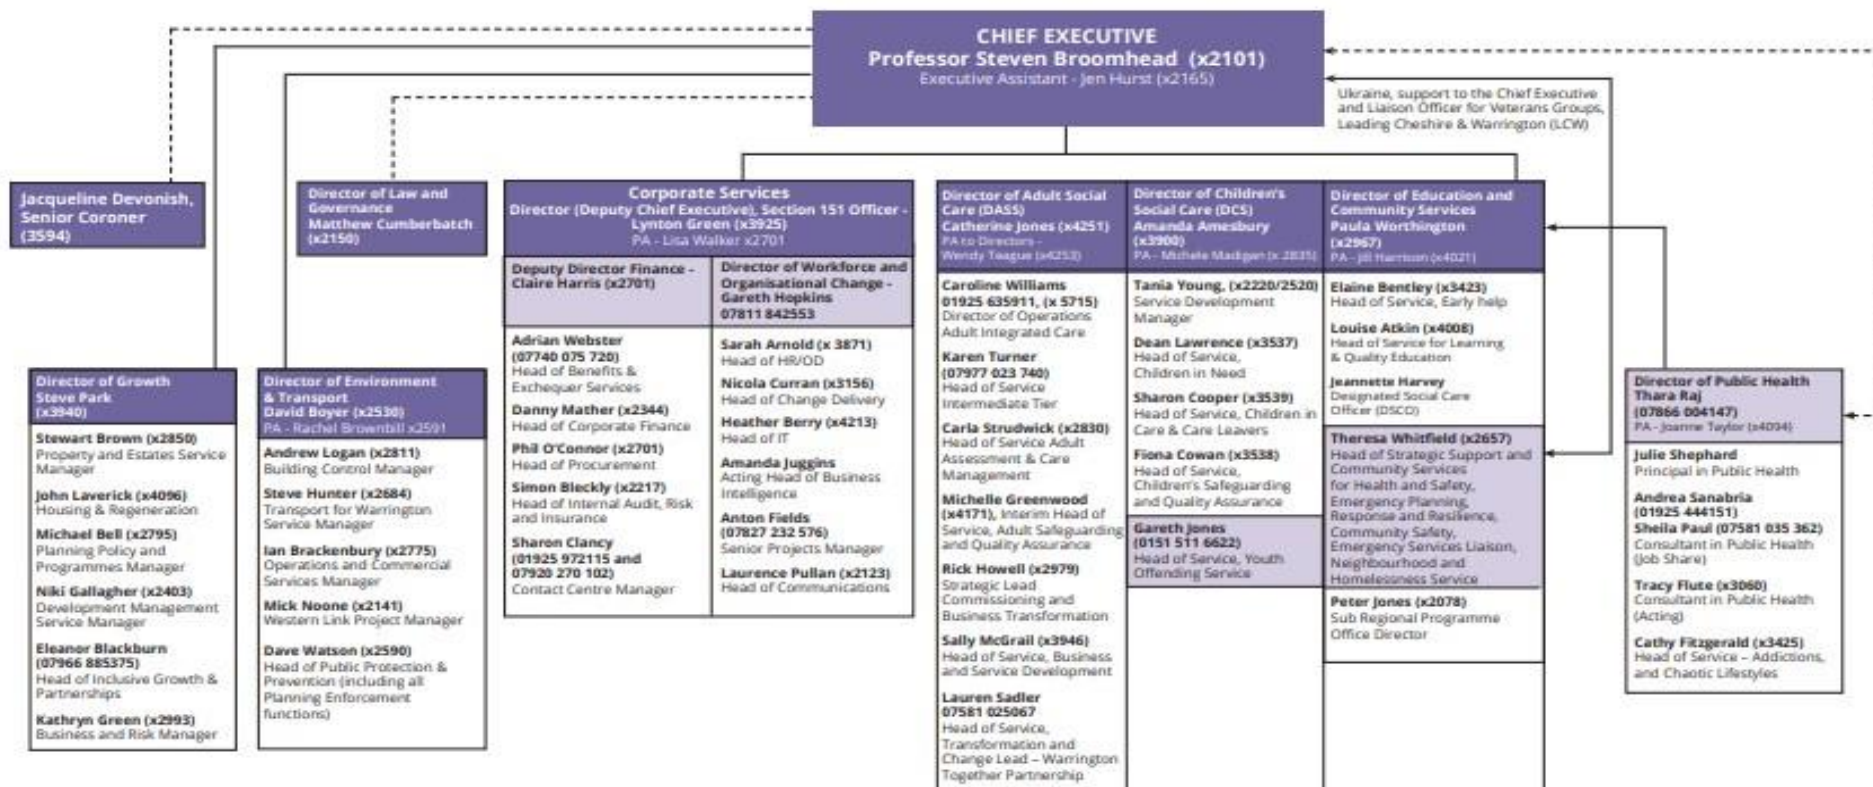 CHIEF EXECUTIVE
Professor Steven Broomhead (x2101)
Executive Assistant - Jen Hurst (x2165)
Ukraine, support to the Chief Executive
and Liaison Officer for Veterans Groups,
Leading Cheshire & Warrington (LCW)
Jacqueline Devonish,
Senior Coroner
(3594)
Director of Law and
Governance
Matthew Cumberbatch
(x2150)
Corporate Services
Director (Deputy Chief Executive), Section 151 Officer -
Lynton Green (x3925)
PA - Lisa Walker x2701
Deputy Director Finance -
Claire Harris (x2701)
Adrian Webster
(07740 075 720)
Head of Benefits &
Exchequer Services
Danny Mather (x2344)
Head of Corporate Finance
Phil O'Connor (x2701)
Head of Procurement
Simon Bleckly (x2217)
Head of Internal Audit, Risk
and Insurance
Sharon Clancy
(01925 972115 and
07920 270 102)
Contact Centre Manager
Director of Workforce and
Organisational Change -
Gareth Hopkins
07811 842553
Sarah Arnold (x 3871)
Head of HR/OD
Nicola Curran (x3156)
Head of Change Delivery
Heather Berry (x4213)
Head of IT
Amanda Juggins
Acting Head of Business
Intelligence
Anton Fields
(07827 232 576)
Senior Projects Manager
Laurence Pullan (x2123)
Head of Communications
Director of Adult Social
Care (DASS)
Catherine Jones (x4251)
PA to Directors -
Wendy Teague (x4253)
Caroline Williams
01925 635911, (x 5715)
Director of Operations
Adult Integrated Care
Karen Turner
(07977 023 740)
Head of Service
Intermediate Tier
Carla Strudwick (x2830)
Head of Service Adult
Assessment & Care
Management
Michelle Greenwood
(x4171), Interim Head of
Service, Adult Safeguarding
and Quality Assurance
Rick Howell (x2979)
Strategic Lead
Commissioning and
Business Transformation
Sally McGrail (x3946)
Head of Service, Business
and Service Development
Lauren Sadler
07581 025067
Head of Service,
Transformation and
Change Lead – Warrington
Together Partnership
Director of Children's
Social Care (DCS)
Amanda Amesbury
(x3900)
PA - Michele Madigan (x 2835)
Tania Young, (x2220/2520)
Service Development
Manager
Dean Lawrence (x3537)
Head of Service,
Children in Need
Sharon Cooper (x3539)
Head of Service, Children in
Care & Care Leavers
Fiona Cowan (x3538)
Head of Service,
Children's Safeguarding
and Quality Assurance
Gareth Jones
(0151 511 6622)
Head of Service, Youth
Offending Service
Director of Education and
Community Services
Paula Worthington
(x2967)
PA - Jill Harrison (x4021)
Elaine Bentley (x3423)
Head of Service, Early help
Louise Atkin (x4008)
Head of Service for Learning
& Quality Education
Jeannette Harvey
Designated Social Care
Officer (DSCO)
Theresa Whitfield (x2657)
Head of Strategic Support and
Community Services
for Health and Safety,
Emergency Planning,
Response and Resilience,
Community Safety,
Emergency Services Liaison,
Neighbourhood and
Homelessness Service
Peter Jones (x2078)
Sub Regional Programme
Office Director
Director of Growth
Steve Park
(x3940)
Stewart Brown (x2850)
Property and Estates Service
Manager
John Laverick (x4096)
Housing & Regeneration
Michael Bell (x2795)
Planning Policy and
Programmes Manager
Niki Gallagher (x2403)
Development Management
Service Manager
Eleanor Blackburn
(07966 885375)
Head of Inclusive Growth &
Partnerships
Kathryn Green (x2993)
Business and Risk Manager
Director of Environment
& Transport
David Boyer (x2530)
PA - Rachel Brownbill x2591
Andrew Logan (x2811)
Building Control Manager
Steve Hunter (x2684)
Transport for Warrington
Service Manager
Ian Brackenbury (x2775)
Operations and Commercial
Services Manager
Mick Noone (x2141)
Western Link Project Manager
Dave Watson (x2590)
Head of Public Protection &
Prevention (including all
Planning Enforcement
functions)
Director of Public Health
Thara Raj
(07866 004147)
PA - Joanne Taylor (x4094)
Julie Shephard
Principal in Public Health
Andrea Sanabria
(01925 444151)
Sheila Paul (07581 035 362)
Consultant in Public Health
(Job Share)
Tracy Flute (x3060)
Consultant in Public Health
(Acting)
Cathy Fitzgerald (x3425)
Head of Service – Addictions,
and Chaotic Lifestyles